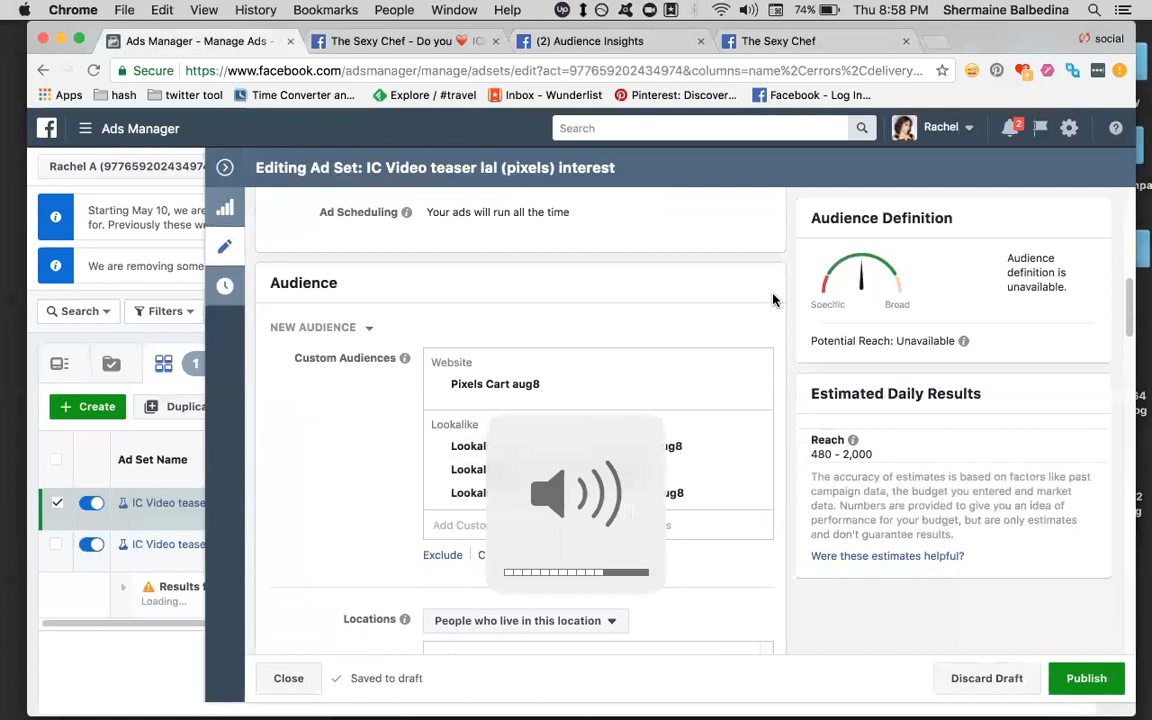 Chrome File Edit View History Bookmarks People Window Help 74% Thu 8:58 PM Shermaine Balbedina
Ads Manager - Manage Ads - The Sexy Chef - Do you ❤ IC (2) Audience Insights The Sexy Chef social
Secure https://www.facebook.com/adsmanager/manage/adsets/edit?act=977659202434974&columns=name%2Cerrors%2Cdelivery...
Apps hash twitter tool Time Converter an... Explore / #travel Inbox - Wunderlist Pinterest: Discover... Facebook - Log In...
Ads Manager Search Rachel 2
Rachel A (9776592024349
Editing Ad Set: IC Video teaser lal (pixels) interest
Starting May 10, we are
for. Previously these w
We are removing some
Search Filters
1
+ Create Duplica
Ad Set Name
IC Video tease
IC Video tease
Results f
Loading...
Ad Scheduling Your ads will run all the time
Audience
NEW AUDIENCE
Custom Audiences
Website
Pixels Cart aug8
Lookalike
Lookal ug8
Lookal
Lookal g8
Add Custo s
Exclude C
Locations People who live in this location
Close Saved to draft Discard Draft Publish
Audience Definition
Audience
definition is
unavailable.
Specific Broad
Potential Reach: Unavailable
Estimated Daily Results
Reach
480 - 2,000
The accuracy of estimates is based on factors like past
campaign data, the budget you entered and market
data. Numbers are provided to give you an idea of
performance for your budget, but are only estimates
and don't guarantee results.
Were these estimates helpful?